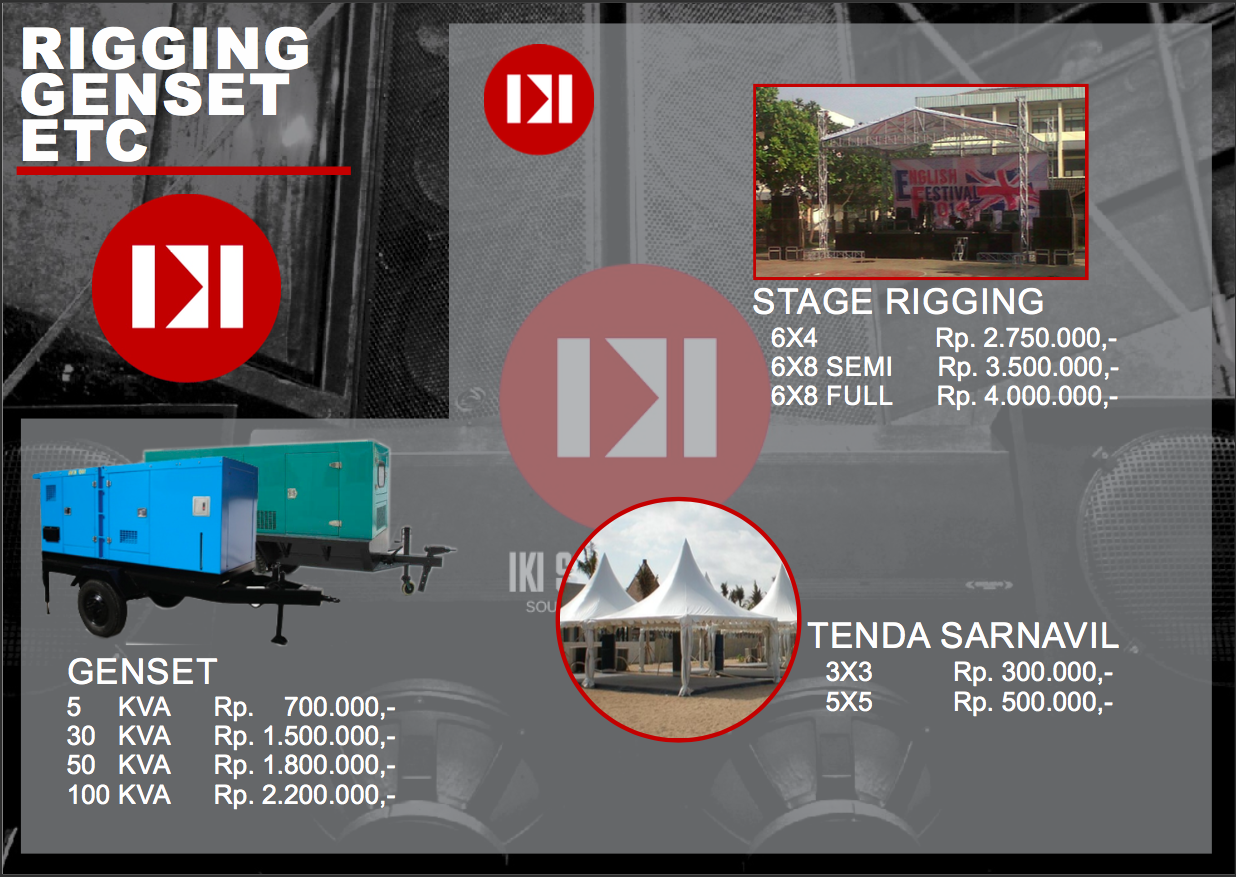 RIGGING
GENSET
ETC
ENGLISH
FESTIVAL
STAGE RIGGING
6X4 Rp. 2.750.000,-
6X8 SEMI Rp. 3.500.000,-
6X8 FULL Rp. 4.000.000,-
IKI S
SOU
TENDA SARNAVIL
3X3 Rp. 300.000,-
5X5 Rp. 500.000,-
GENSET
5 KVA Rp. 700.000,-
30 KVA Rp. 1.500.000,-
50 KVA Rp. 1.800.000,-
100 KVA Rp. 2.200.000,-